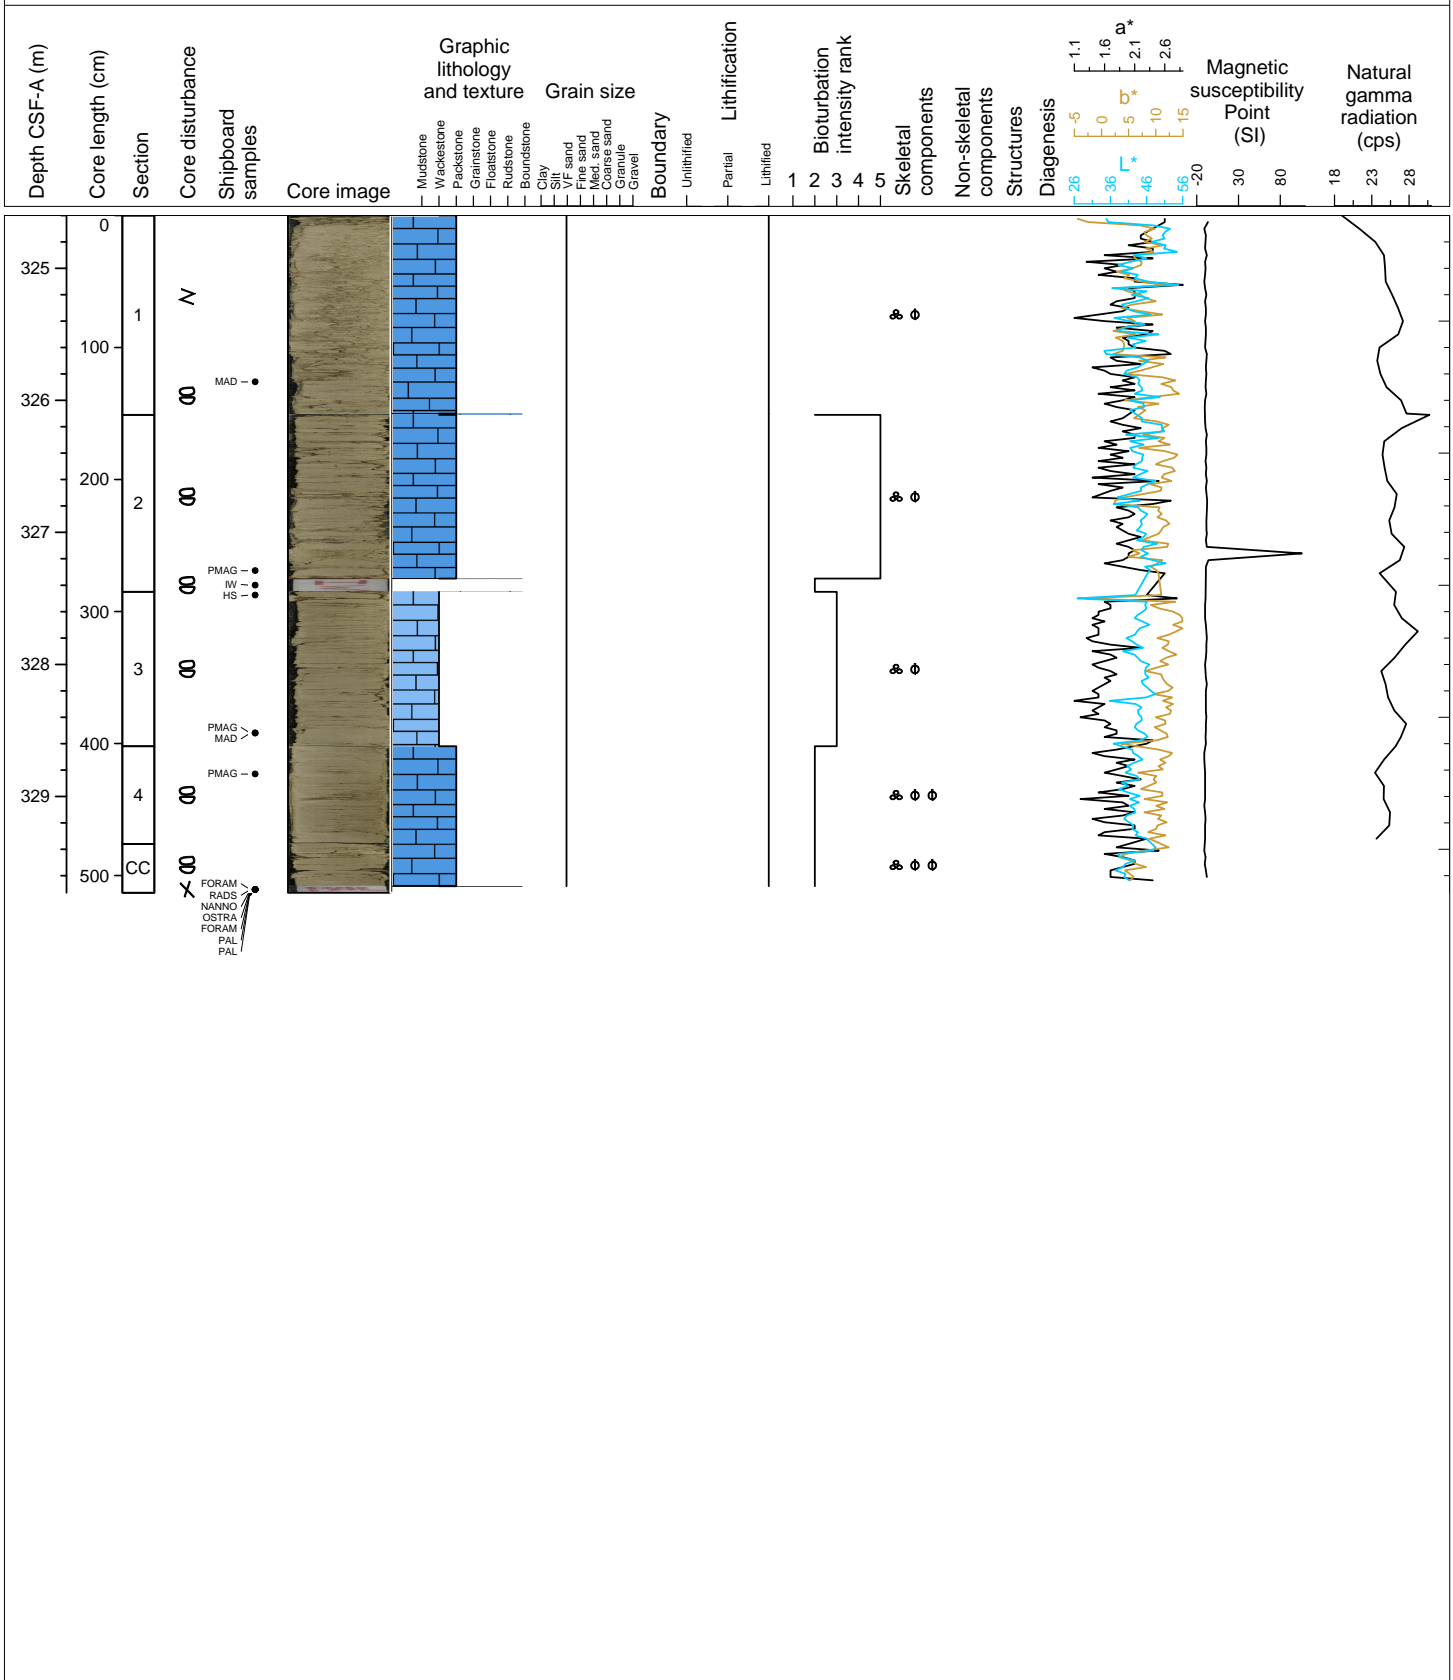 Depth CSF-A (m)
Core length (cm)
Section
Core disturbance
Shipboard
samples
Core image
Graphic
lithology
and texture
Mudstone
Wackestone
Packstone
Grainstone
Floatstone
Rudstone
Boundstone
Grain size
Clay
Silt
VF sand
Fine sand
Med. sand
Coarse sand
Granule
Gravel
Boundary
Lithification
Unlithified
Partial
Lithified
Bioturbation
intensity rank
1 2 3 4 5
Skeletal
components
Non-skeletal
components
Structures
Diagenesis
a*
1.1 1.6 2.1 2.6
b*
-5 0 5 10 15
L*
26 36 46 56
Magnetic
susceptibility
Point
(SI)
-20 30 80
Natural
gamma
radiation
(cps)
18 23 28
0
325
1
100
MAD
326
200
2
327
PMAG
IW
HS
300
328
3
PMAG
MAD
400
PMAG
329
4
CC
500
FORAM
RADS
NANNO
OSTRA
FORAM
PAL
PAL